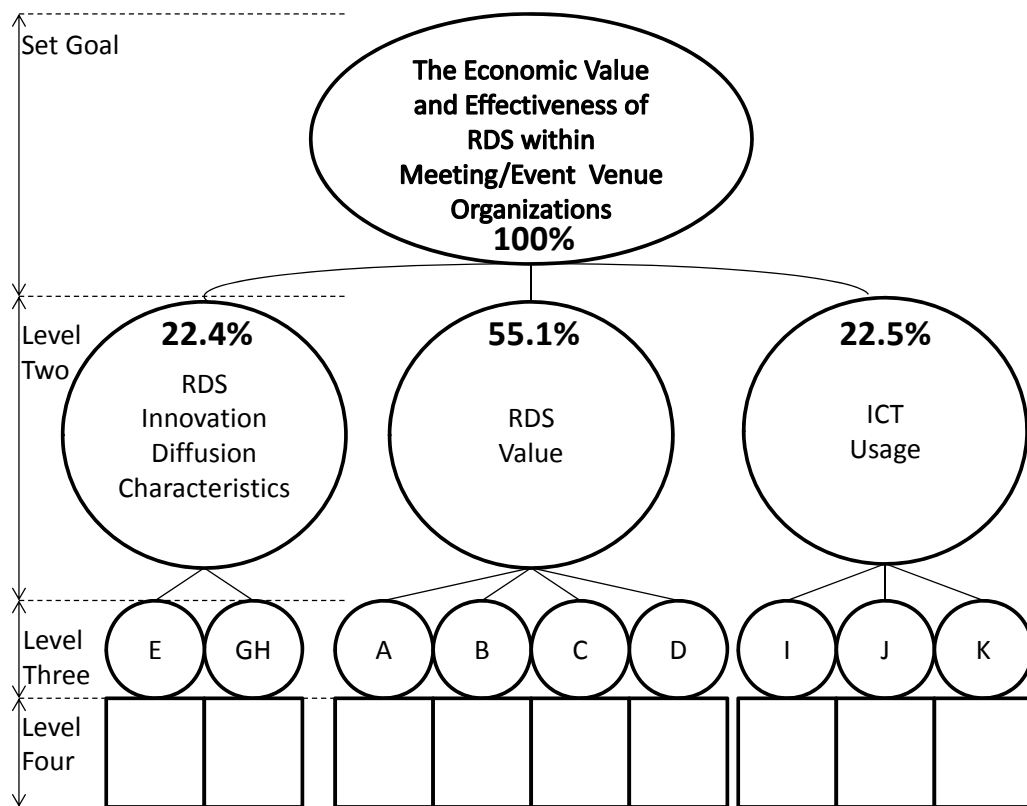 Set Goal
The Economic Value
and Effectiveness of
RDS within
Meeting/Event Venue
Organizations
100%
Level
Two
22.4%
RDS
Innovation
Diffusion
Characteristics
55.1%
RDS
Value
22.5%
ICT
Usage
Level
Three
E
GH
A
B
C
D
I
J
K
Level
Four